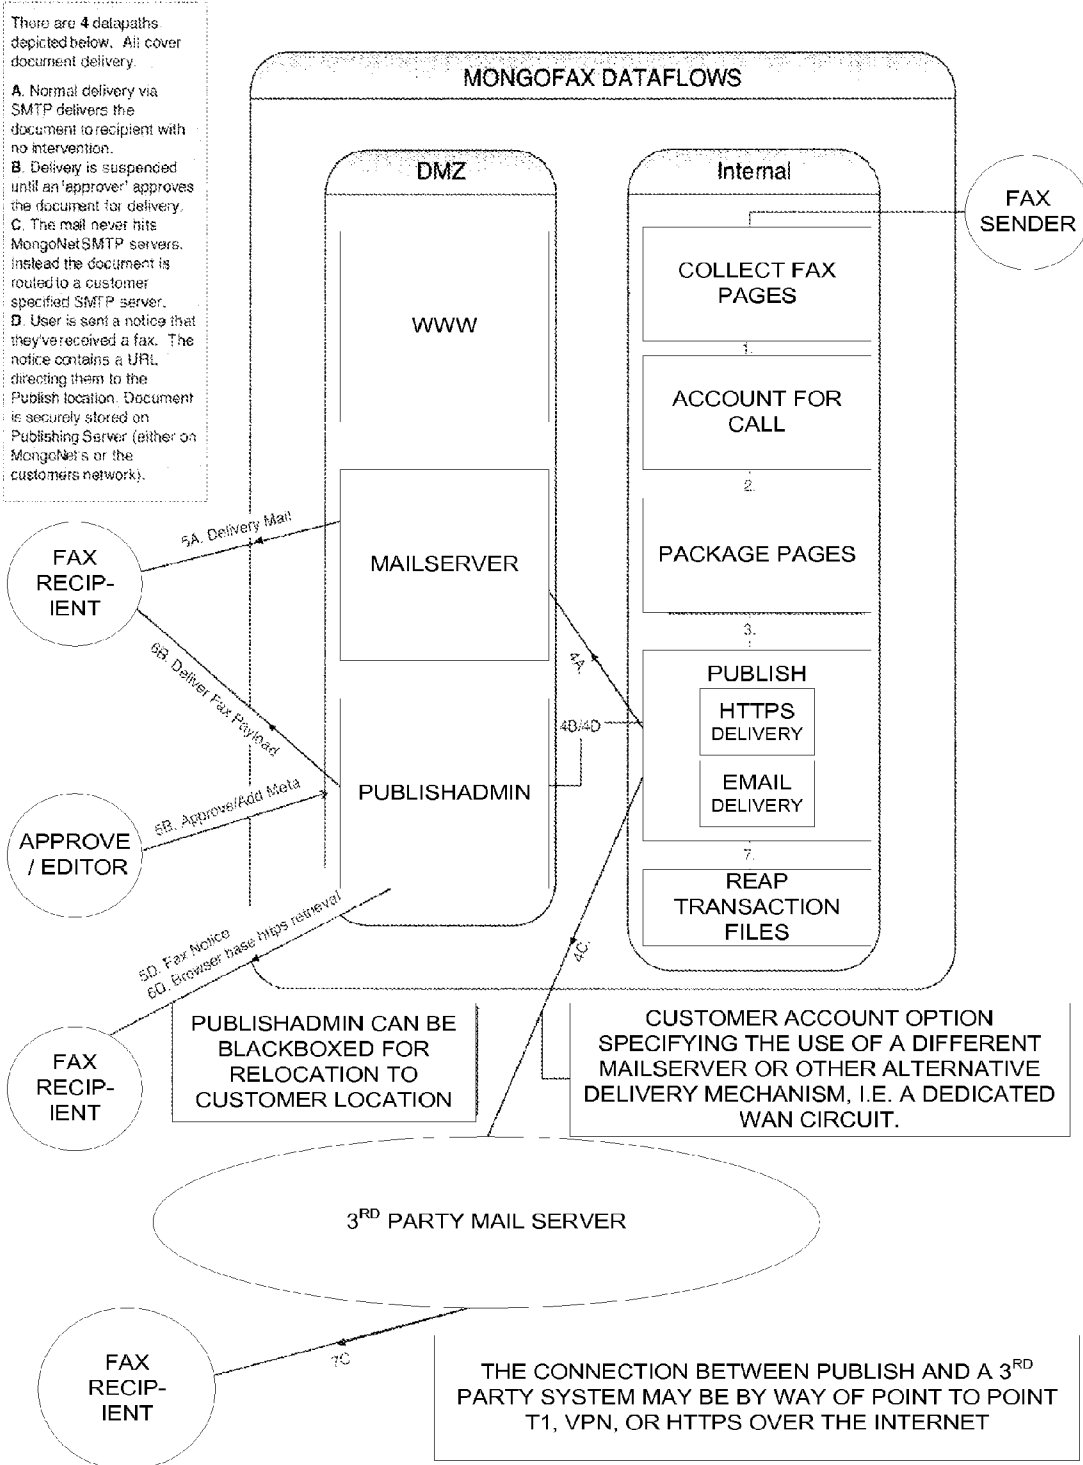 There are 4 datapaths
depicted below. All cover
document delivery.
A. Normal delivery via
SMTP delivers the
document to recipient with
no intervention.
B. Delivery is suspended
until an 'approver' approves
the document for delivery.
C. The mail never hits
MongoNet SMTP servers.
Instead the document is
routed to a customer
specified SMTP server.
D. User is sent a notice that
they've received a fax. The
notice contains a URL
directing them to the
Publish location. Document
is securely stored on
Publishing Server (either on
MongoNet's or the
customers network).
MONGOFAX DATAFLOWS
DMZ
Internal
FAX
SENDER
COLLECT FAX
PAGES
WWW
1.
ACCOUNT FOR
CALL
2.
5A. Delivery Mail
FAX
RECIP-
IENT
MAILSERVER
PACKAGE PAGES
3.
4A.
6B. Deliver Fax Payload
PUBLISH
HTTPS
DELIVERY
4B/4D
EMAIL
DELIVERY
PUBLISHADMIN
5B. Approve/Add Meta
APPROVE
/ EDITOR
7.
REAP
TRANSACTION
FILES
4C.
5D. Fax Notice
6D. Browser base https retrieval
FAX
RECIP-
IENT
PUBLISHADMIN CAN BE
BLACKBOXED FOR
RELOCATION TO
CUSTOMER LOCATION
CUSTOMER ACCOUNT OPTION
SPECIFYING THE USE OF A DIFFERENT
MAILSERVER OR OTHER ALTERNATIVE
DELIVERY MECHANISM, I.E. A DEDICATED
WAN CIRCUIT.
3RD PARTY MAIL SERVER
7C
FAX
RECIP-
IENT
THE CONNECTION BETWEEN PUBLISH AND A 3RD
PARTY SYSTEM MAY BE BY WAY OF POINT TO POINT
T1, VPN, OR HTTPS OVER THE INTERNET